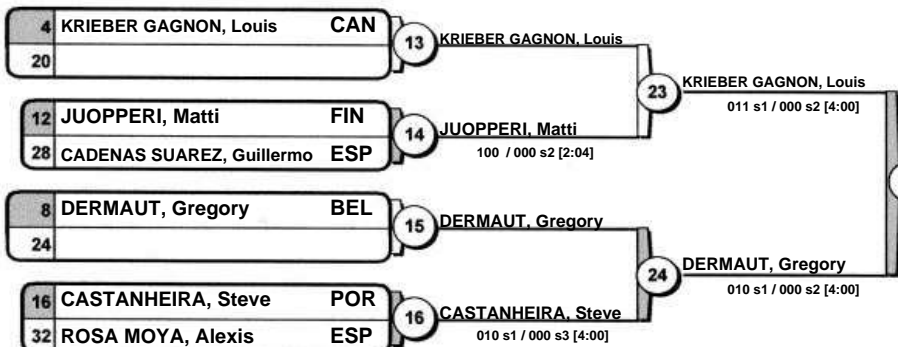 4 KRIEBER GAGNON, Louis CAN
20
13 KRIEBER GAGNON, Louis
12 JUOPPERI, Matti FIN
28 CADENAS SUAREZ, Guillermo ESP
14 JUOPPERI, Matti
100 / 000 s2 [2:04]
23 KRIEBER GAGNON, Louis
011 s1 / 000 s2 [4:00]
8 DERMAUT, Gregory BEL
24
15 DERMAUT, Gregory
16 CASTANHEIRA, Steve POR
32 ROSA MOYA, Alexis ESP
16 CASTANHEIRA, Steve
010 s1 / 000 s3 [4:00]
24 DERMAUT, Gregory
010 s1 / 000 s2 [4:00]